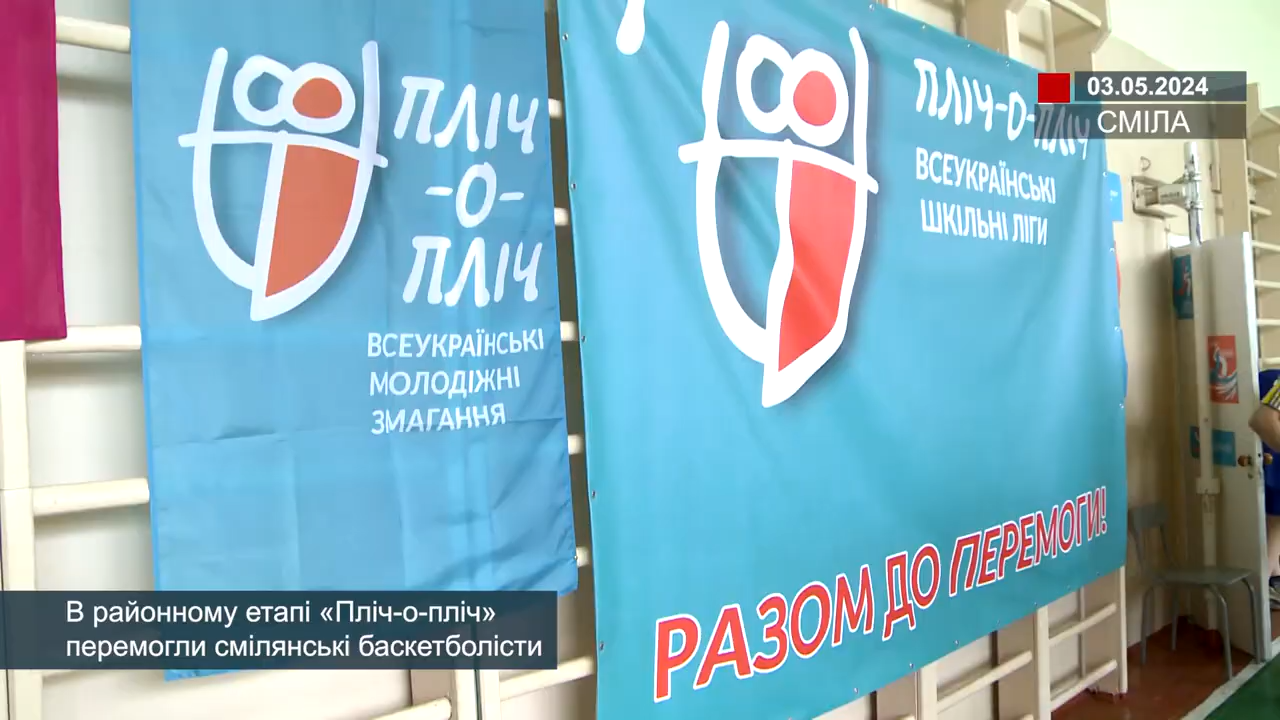 ПЛІЧ
-О-
ПЛІЧ
ВСЕУКРАЇНСЬКІ
МОЛОДІЖНІ
ЗМАГАННЯ
ПЛІЧ-О-ПЛІЧ
ВСЕУКРАЇНСЬКІ
ШКІЛЬНІ ЛІГИ
РАЗОМ ДО ПЕРЕМОГИ!
03.05.2024
СМІЛА
В районному етапі «Пліч-о-пліч»
перемогли смілянські баскетболісти